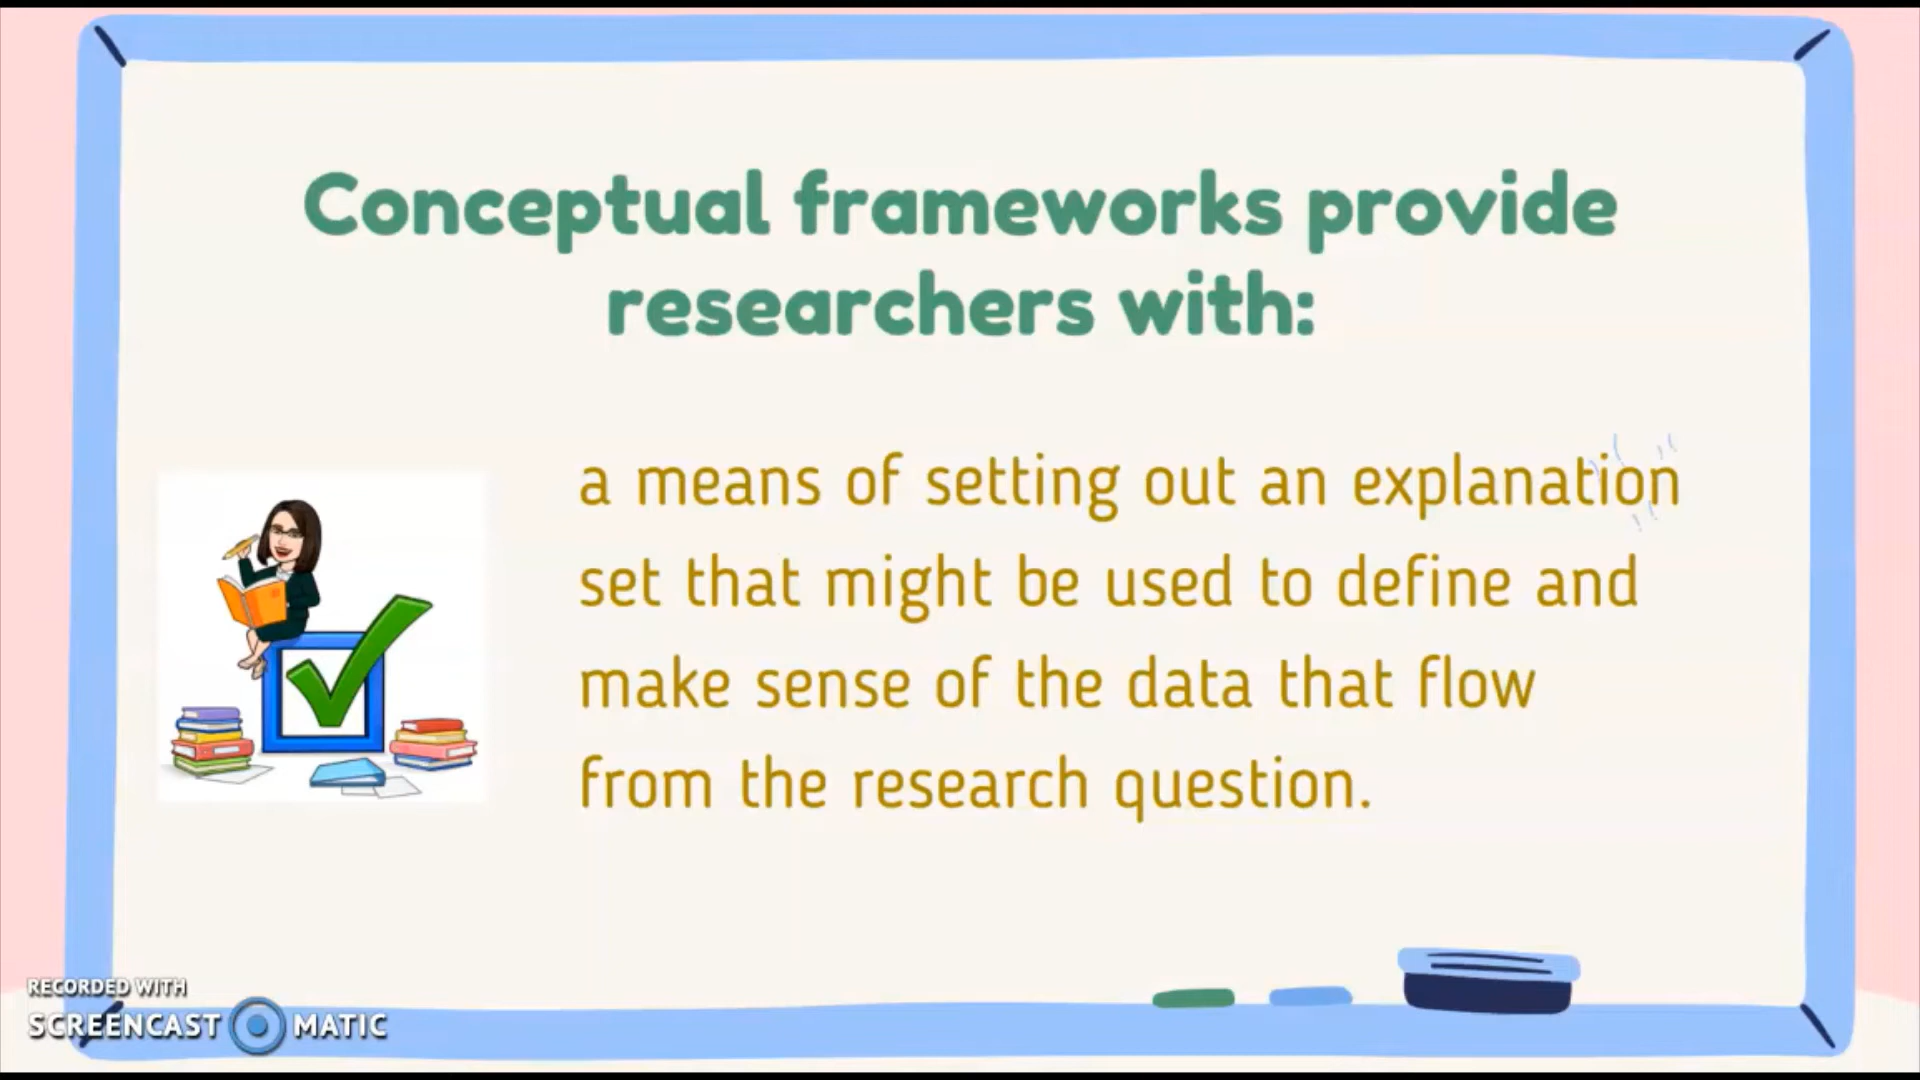 Conceptual frameworks provide
researchers with:
a means of setting out an explanation
set that might be used to define and
make sense of the data that flow
from the research question.
RECORDED WITH
SCREENCAST MATIC